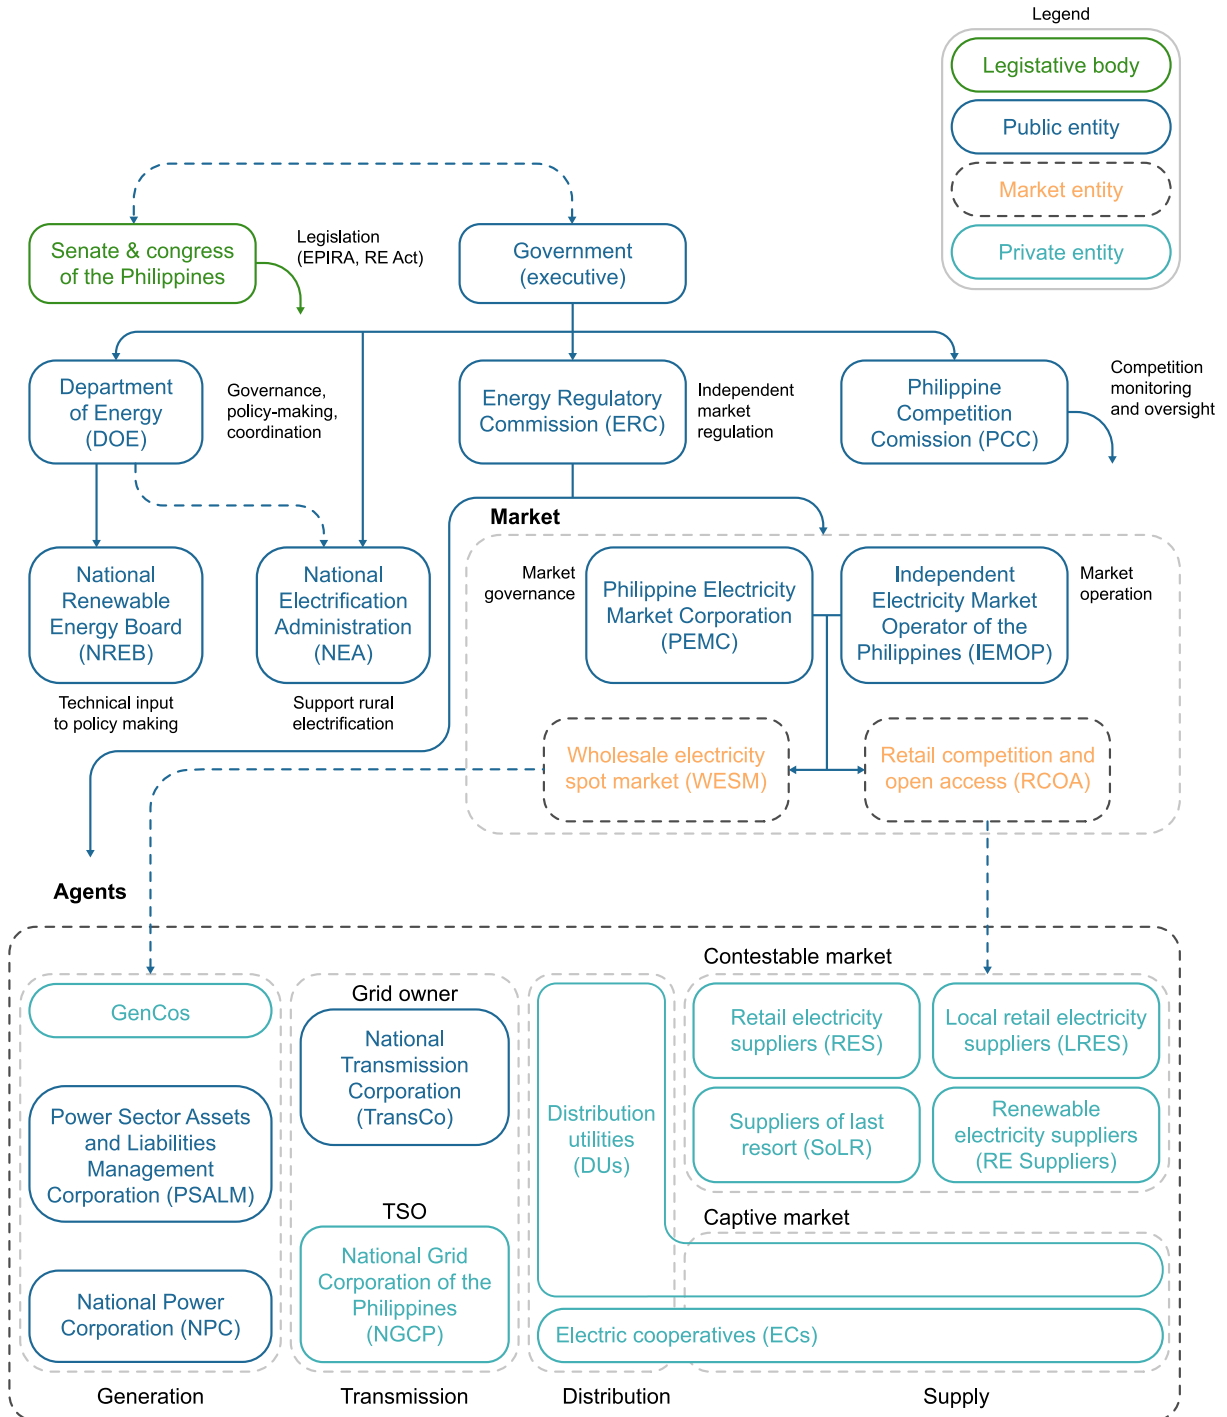 Legend
Legistative body
Public entity
Market entity
Private entity
Senate & congress
of the Philippines
Legislation
(EPIRA, RE Act)
Government
(executive)
Department
of Energy
(DOE)
Governance,
policy-making,
coordination
Energy Regulatory
Commission (ERC)
Independent
market
regulation
Philippine
Competition
Comission (PCC)
Competition
monitoring
and oversight
National
Renewable
Energy Board
(NREB)
Technical input
to policy making
National
Electrification
Administration
(NEA)
Support rural
electrification
Market
Market
governance
Philippine Electricity
Market Corporation
(PEMC)
Independent
Electricity Market
Operator of the
Philippines (IEMOP)
Market
operation
Wholesale electricity
spot market (WESM)
Retail competition and
open access (RCOA)
Agents
GenCos
Power Sector Assets
and Liabilities
Management
Corporation (PSALM)
National Power
Corporation (NPC)
Generation
Grid owner
National
Transmission
Corporation
(TransCo)
TSO
National Grid
Corporation of the
Philippines
(NGCP)
Transmission
Distribution
utilities
(DUs)
Electric cooperatives (ECs)
Distribution
Contestable market
Retail electricity
suppliers (RES)
Local retail electricity
suppliers (LRES)
Suppliers of last
resort (SoLR)
Renewable
electricity suppliers
(RE Suppliers)
Captive market
Supply